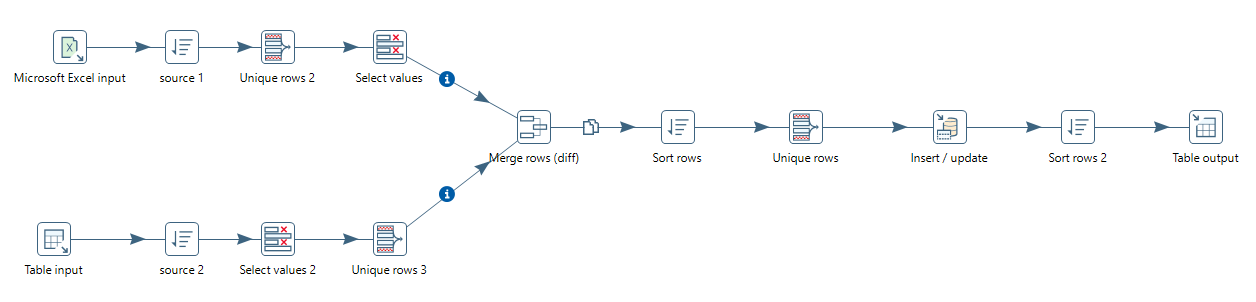 Microsoft Excel input
source 1
Unique rows 2
Select values
Merge rows (diff)
Sort rows
Unique rows
Insert / update
Sort rows 2
Table output
Table input
source 2
Select values 2
Unique rows 3